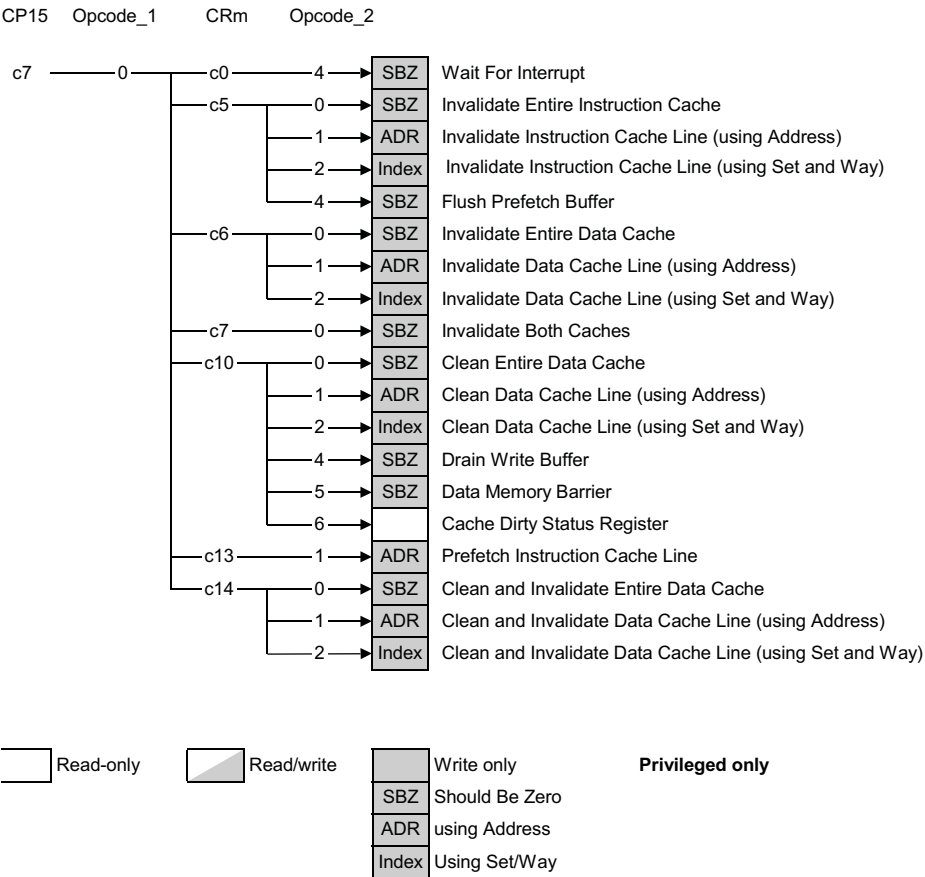 CP15 Opcode_1 CRm Opcode_2
c7 0 c0 4 SBZ Wait For Interrupt
c5 0 SBZ Invalidate Entire Instruction Cache
1 ADR Invalidate Instruction Cache Line (using Address)
2 Index Invalidate Instruction Cache Line (using Set and Way)
4 SBZ Flush Prefetch Buffer
c6 0 SBZ Invalidate Entire Data Cache
1 ADR Invalidate Data Cache Line (using Address)
2 Index Invalidate Data Cache Line (using Set and Way)
c7 0 SBZ Invalidate Both Caches
c10 0 SBZ Clean Entire Data Cache
1 ADR Clean Data Cache Line (using Address)
2 Index Clean Data Cache Line (using Set and Way)
4 SBZ Drain Write Buffer
5 SBZ Data Memory Barrier
6 Cache Dirty Status Register
c13 1 ADR Prefetch Instruction Cache Line
c14 0 SBZ Clean and Invalidate Entire Data Cache
1 ADR Clean and Invalidate Data Cache Line (using Address)
2 Index Clean and Invalidate Data Cache Line (using Set and Way)
Read-only Read/write Write only Privileged only
SBZ Should Be Zero
ADR using Address
Index Using Set/Way